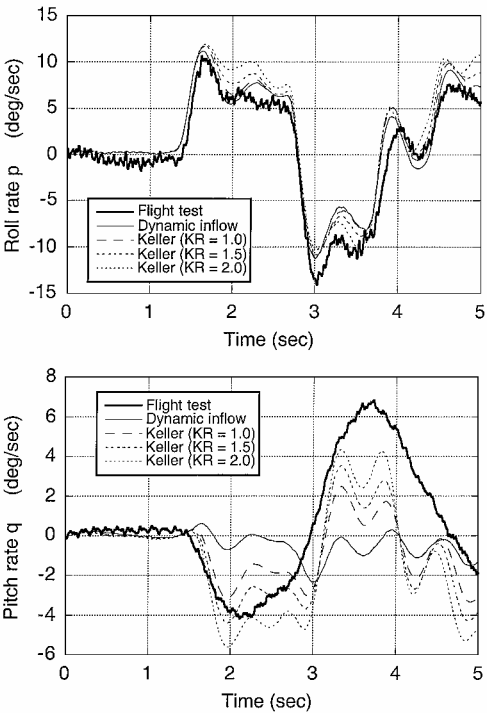 15
10
5
0
-5
-10
-15
Roll rate p (deg/sec)
Flight test
Dynamic inflow
Keller (KR = 1.0)
Keller (KR = 1.5)
Keller (KR = 2.0)
0 1 2 3 4 5
Time (sec)
8
6
4
2
0
-2
-4
-6
Pitch rate q (deg/sec)
Flight test
Dynamic inflow
Keller (KR = 1.0)
Keller (KR = 1.5)
Keller (KR = 2.0)
0 1 2 3 4 5
Time (sec)